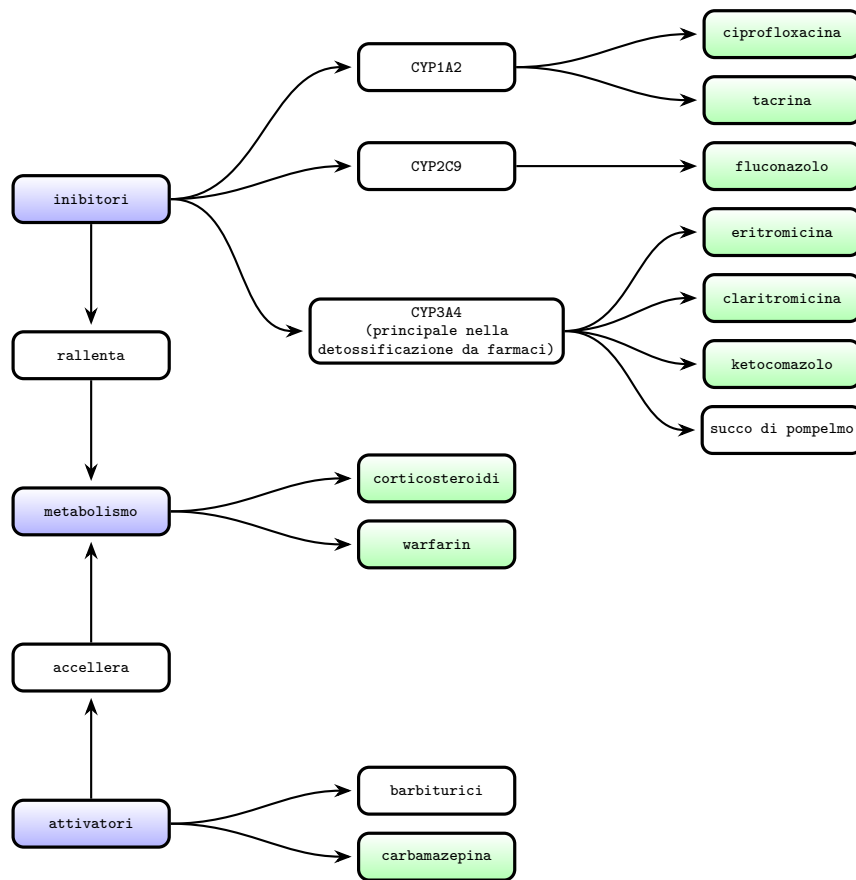 ciprofloxacina
CYP1A2
tacrina
CYP2C9
fluconazolo
inibitori
eritromicina
claritromicina
CYP3A4
(principale nella
detossificazione da farmaci)
rallenta
ketocomazolo
succo di pompelmo
corticosteroidi
metabolismo
warfarin
accellera
barbiturici
attivatori
carbamazepina